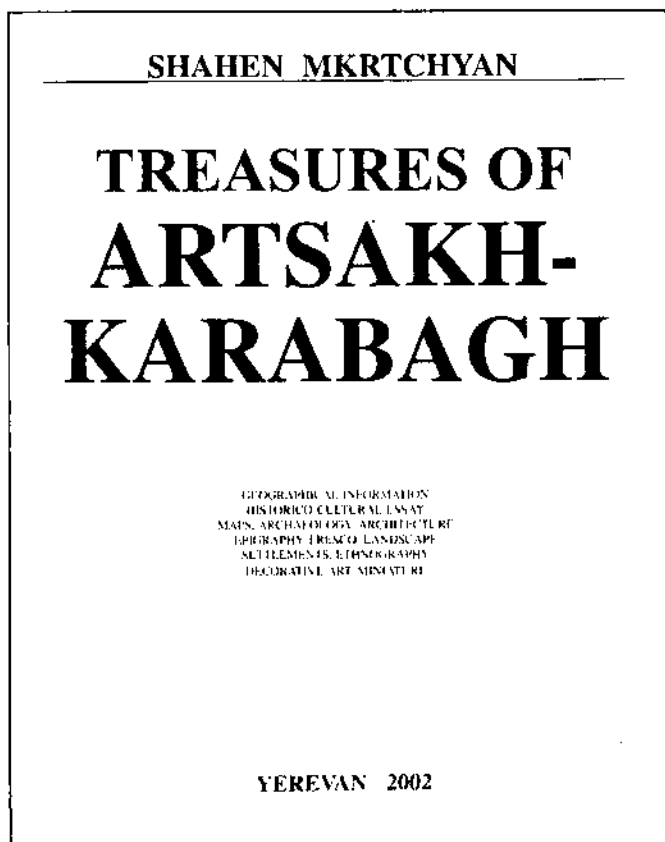 SHAHEN MKRTCHYAN
TREASURES OF
ARTSAKH-
KARABAGH
GEOGRAPHICAL INFORMATION
HISTORICO CULTURAL ESSAY
MAPS, ARCHAEOLOGY, ARCHITECTURE
EPIGRAPHY, FRESCO, LANDSCAPE
SETTLEMENTS, ETHNOGRAPHY
DECORATIVE ART MINIATURE
YEREVAN 2002